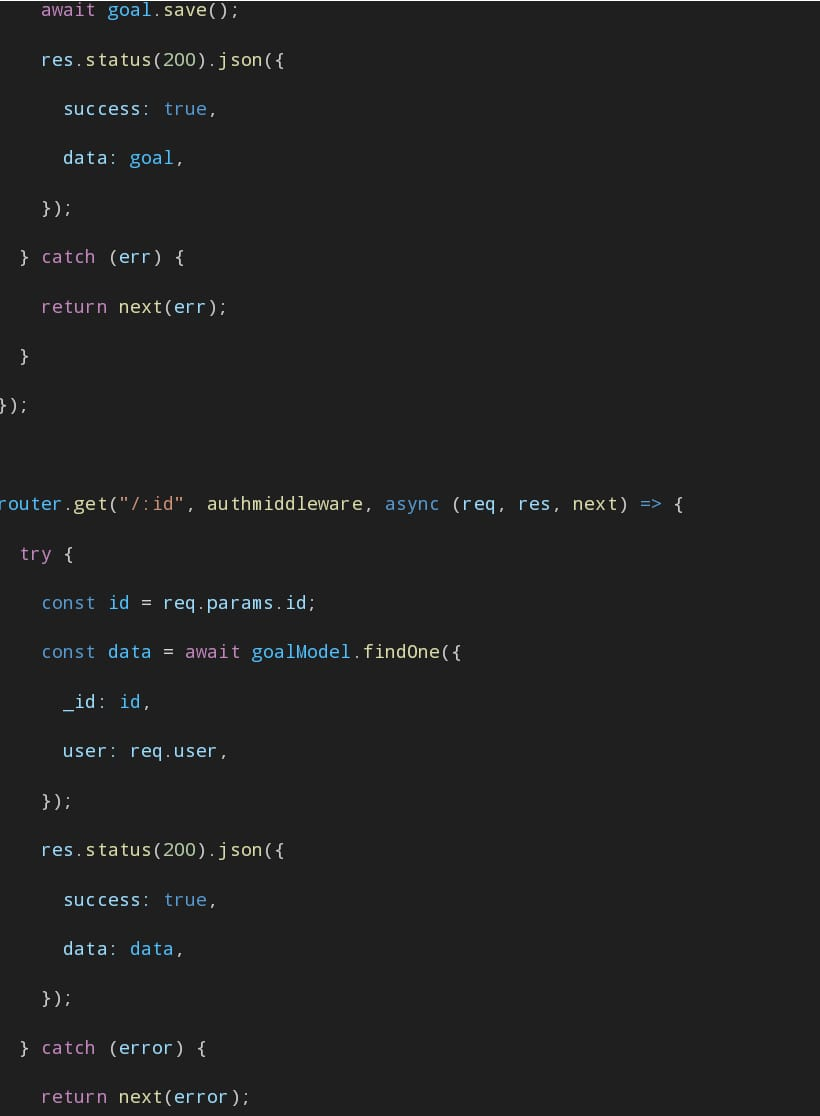 await goal.save();
res.status(200).json({
success: true,
data: goal,
});
} catch (err) {
return next(err);
}
});
router.get("/:id", authmiddleware, async (req, res, next) => {
try {
const id = req.params.id;
const data = await goalModel.findOne({
_id: id,
user: req.user,
});
res.status(200).json({
success: true,
data: data,
});
} catch (error) {
return next(error);